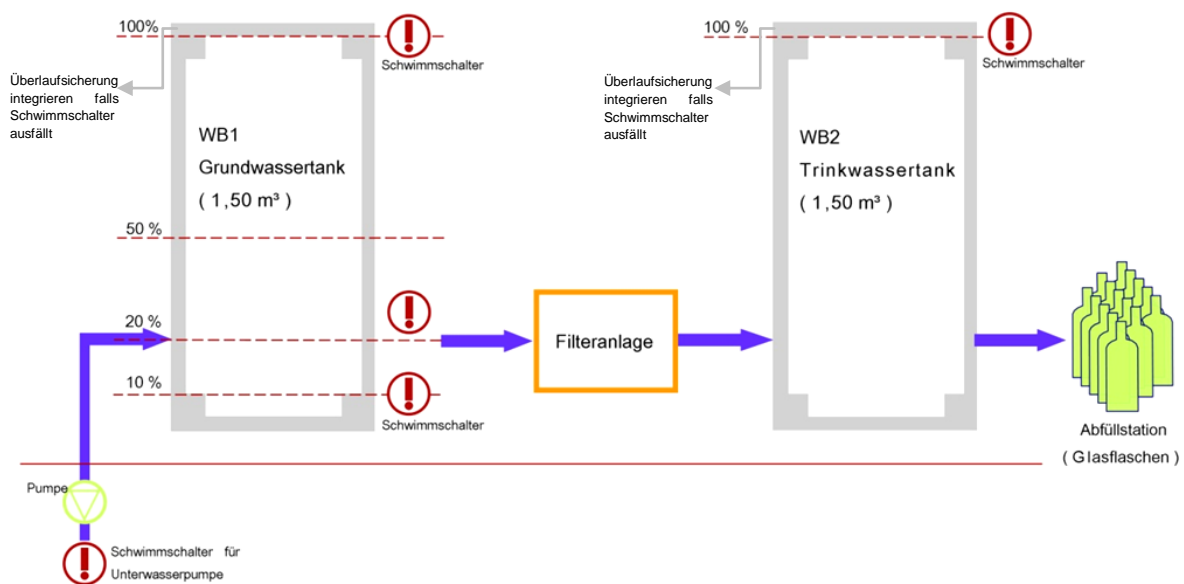 100%
Schwimmschalter
Überlaufsicherung
integrieren falls
Schwimmschalter
ausfällt
WB1
Grundwassertank
( 1,50 m³ )
50 %
20 %
10 %
Schwimmschalter
Filteranlage
100 %
Schwimmschalter
Überlaufsicherung
integrieren falls
Schwimmschalter
ausfällt
WB2
Trinkwassertank
( 1,50 m³ )
Abfüllstation
( Glasflaschen )
Pumpe
Schwimmschalter für
Unterwasserpumpe